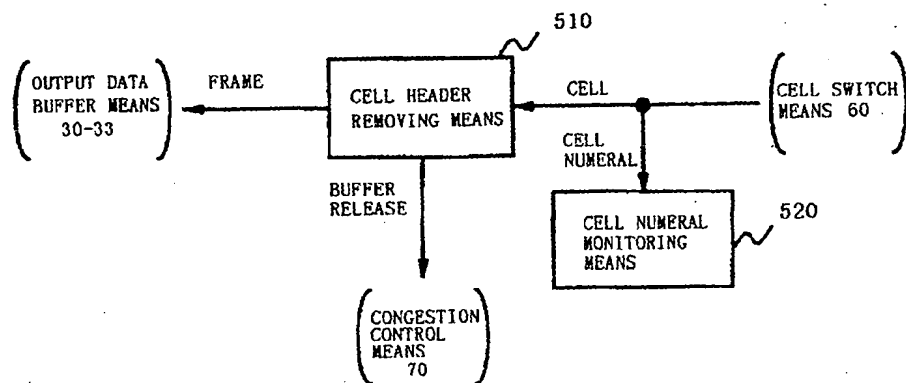 510
OUTPUT DATA
BUFFER MEANS
30-33
FRAME
CELL HEADER
REMOVING MEANS
CELL
CELL SWITCH
MEANS 60
CELL
NUMERAL
BUFFER
RELEASE
520
CELL NUMERAL
MONITORING
MEANS
CONGESTION
CONTROL
MEANS
70